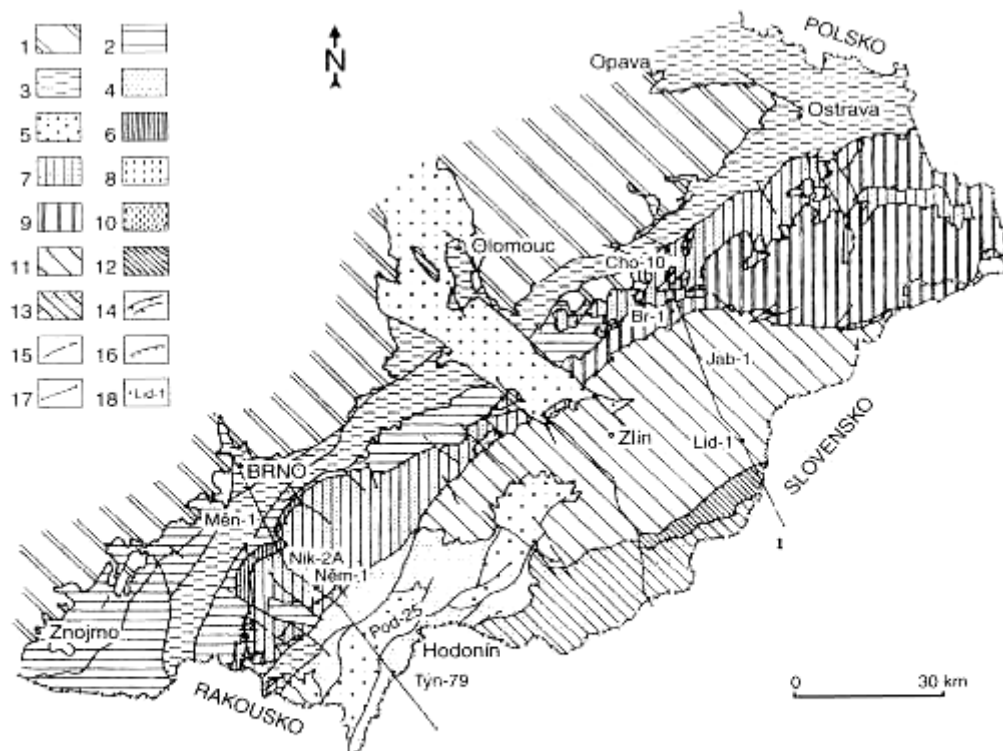 1 2
3 4
5 6
7 8
9 10
11 12
13 14
15 16
17 18 Lid-1
N
POLSKO
Opava
Ostrava
Olomouc
Cho-10
Br-1
Jab-1
Zlín
Lid-1
SLOVENSKO
I
BRNO
Měn-1
Nik-2A
Něm-1
Pod-25
Znojmo
Hodonín
Týn-79
RAKOUSKO
0 30 km